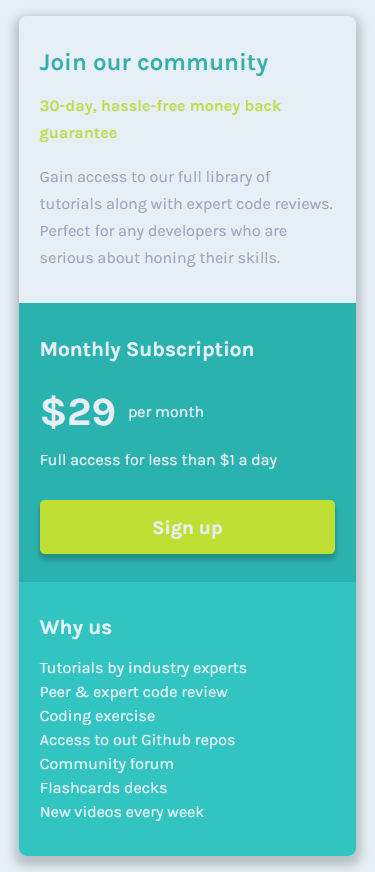 Join our community
30-day, hassle-free money back
guarantee
Gain access to our full library of
tutorials along with expert code reviews.
Perfect for any developers who are
serious about honing their skills.
Monthly Subscription
$29 per month
Full access for less than $1 a day
Sign up
Why us
Tutorials by industry experts
Peer & expert code review
Coding exercise
Access to out Github repos
Community forum
Flashcards decks
New videos every week